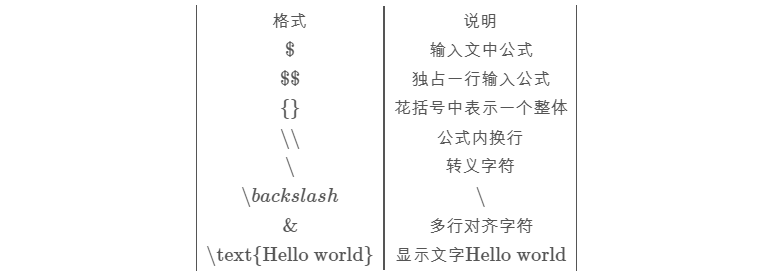 格式 说明
$ 输入文中公式
$$ 独占一行输入公式
{} 花括号中表示一个整体
\\ 公式内换行
\ 转义字符
\backslash \
& 多行对齐字符
\text{Hello world} 显示文字Hello world